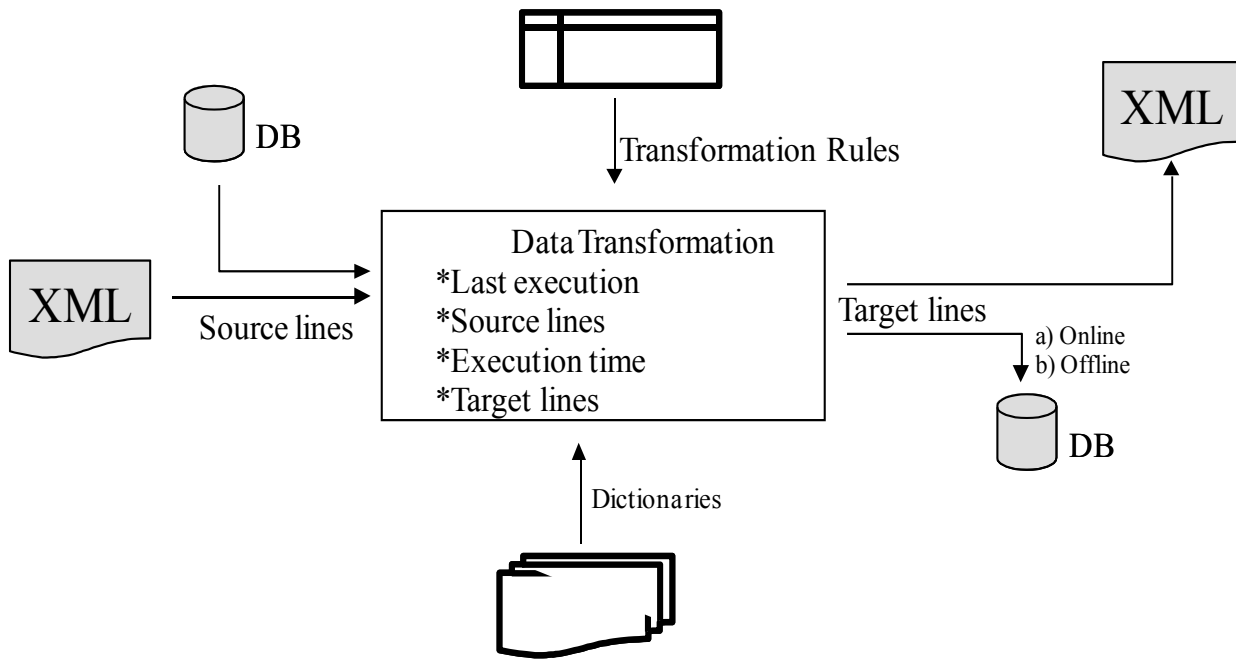 XML
DB
Transformation Rules
DB
XML
Source lines
Data Transformation
*Last execution
*Source lines
*Execution time
*Target lines
Target lines
a) Online
b) Offline
XML
DB
Dictionaries